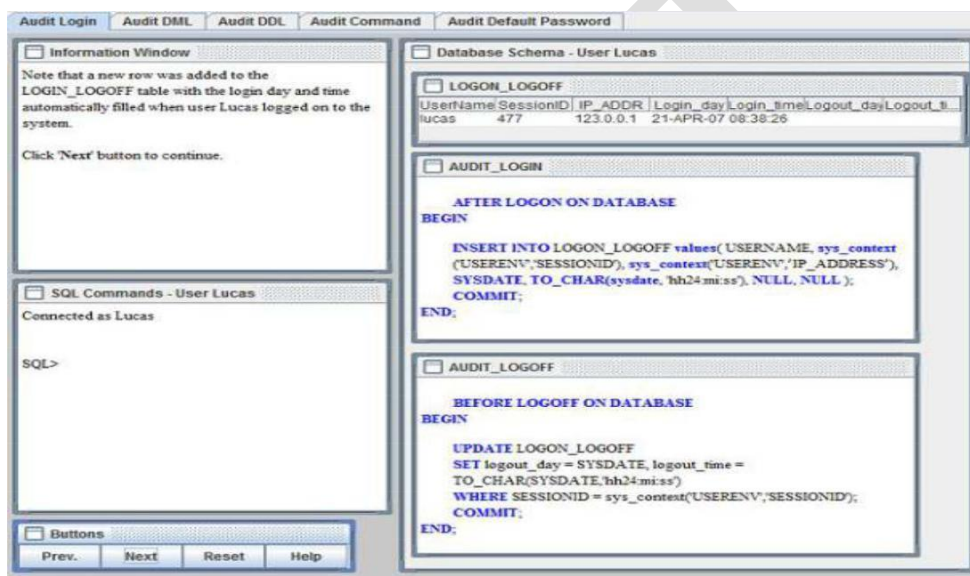 Audit Login Audit DML Audit DDL Audit Command Audit Default Password
Information Window
Note that a new row was added to the
LOGIN_LOGOFF table with the login day and time
automatically filled when user Lucas logged on to the
system.
Click 'Next' button to continue.
SQL Commands - User Lucas
Connected as Lucas
SQL>
Buttons
Prev. Next Reset Help
Database Schema - User Lucas
LOGON_LOGOFF
UserName SessionID IP_ADDR Login_day Login_time Logout_day Logout_ti...
lucas 477 123.0.0.1 21-APR-07 08:38:26
AUDIT_LOGIN
AFTER LOGON ON DATABASE
BEGIN
INSERT INTO LOGON_LOGOFF values( USERNAME, sys_context
('USERENV','SESSIONID'), sys_context('USERENV','IP_ADDRESS'),
SYSDATE, TO_CHAR(sysdate, 'hh24:mi:ss'), NULL, NULL );
COMMIT;
END;
AUDIT_LOGOFF
BEFORE LOGOFF ON DATABASE
BEGIN
UPDATE LOGON_LOGOFF
SET logout_day = SYSDATE, logout_time =
TO_CHAR(SYSDATE,'hh24:mi:ss')
WHERE SESSIONID = sys_context('USERENV','SESSIONID');
COMMIT;
END;